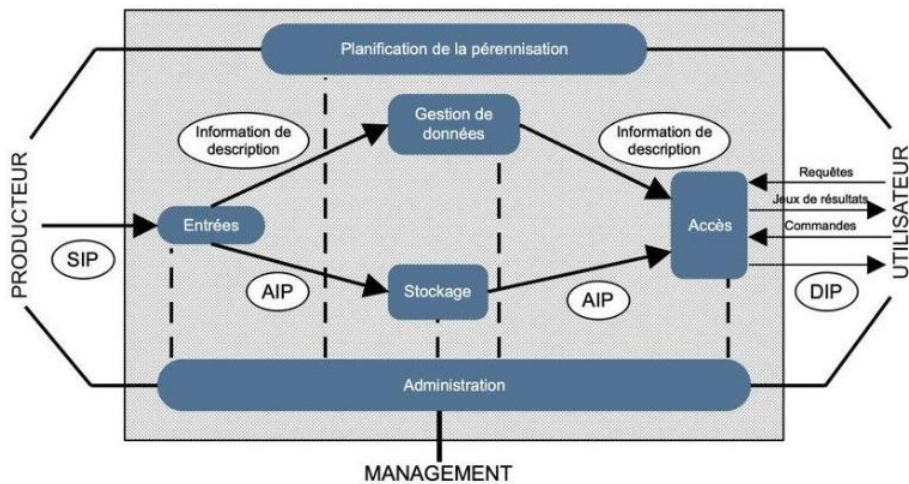 Planification de la pérennisation
Information de
description
Gestion de
données
Information de
description
PRODUCTEUR
SIP
Entrées
AIP
Stockage
AIP
Accès
Requêtes
Jeux de résultats
Commandes
DIP
UTILISATEUR
Administration
MANAGEMENT